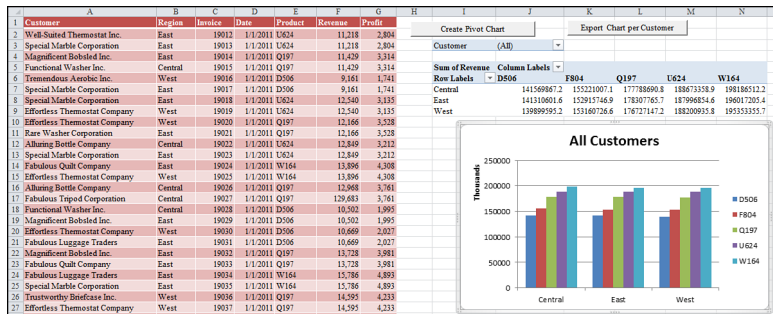 A B C D E F G H I J K L M N
1 Customer Region Invoice Date Product Revenue Profit
2 Well-Suited Thermostat Inc. East 19012 1/1/2011 U624 11,218 2,804
3 Special Marble Corporation East 19013 1/1/2011 U624 11,218 2,804
4 Magnificent Bobsled Inc. East 19014 1/1/2011 Q197 11,429 3,314
5 Functional Washer Inc. Central 19015 1/1/2011 Q197 11,429 3,314
6 Tremendous Aerobic Inc. West 19016 1/1/2011 D506 9,161 1,741
7 Special Marble Corporation East 19017 1/1/2011 D506 9,161 1,741
8 Special Marble Corporation East 19018 1/1/2011 U624 12,540 3,135
9 Effortless Thermostat Company West 19019 1/1/2011 U624 12,540 3,135
10 Effortless Thermostat Company West 19020 1/1/2011 Q197 12,166 3,528
11 Rare Washer Corporation East 19021 1/1/2011 Q197 12,166 3,528
12 Alluring Bottle Company Central 19022 1/1/2011 U624 12,849 3,212
13 Special Marble Corporation East 19023 1/1/2011 U624 12,849 3,212
14 Fabulous Quilt Company East 19024 1/1/2011 W164 13,896 4,308
15 Effortless Thermostat Company West 19025 1/1/2011 W164 13,896 4,308
16 Alluring Bottle Company Central 19026 1/1/2011 Q197 12,968 3,761
17 Fabulous Tripod Corporation Central 19027 1/1/2011 Q197 129,683 3,761
18 Functional Washer Inc. Central 19028 1/1/2011 D506 10,502 1,995
19 Magnificent Bobsled Inc. East 19029 1/1/2011 D506 10,502 1,995
20 Effortless Thermostat Company West 19030 1/1/2011 D506 10,669 2,027
21 Fabulous Luggage Traders East 19031 1/1/2011 D506 10,669 2,027
22 Magnificent Bobsled Inc. East 19032 1/1/2011 Q197 13,728 3,981
23 Fabulous Quilt Company East 19033 1/1/2011 Q197 13,728 3,981
24 Fabulous Luggage Traders East 19034 1/1/2011 W164 15,786 4,893
25 Special Marble Corporation East 19035 1/1/2011 W164 15,786 4,893
26 Trustworthy Briefcase Inc. West 19036 1/1/2011 Q197 14,595 4,233
27 Effortless Thermostat Company West 19037 1/1/2011 Q197 14,595 4,233
Create Pivot Chart Export Chart per Customer
Customer (All)
Sum of Revenue Column Labels
Row Labels D506 F804 Q197 U624 W164
Central 141569867.2 155221007.1 177788690.8 188673358.9 198186512.2
East 141310601.6 152915746.9 178307765.7 187996854.6 196017205.4
West 139899595.2 153160726.6 176727147.2 188200935.8 195353355.7
All Customers
Thousands
250000
200000
150000
100000
50000
0
Central East West
D506
F804
Q197
U624
W164